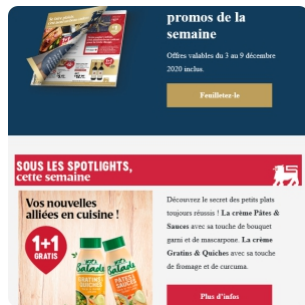 promos de la
semaine
Offres valables du 3 au 9 décembre
2020 inclus.
Feuilletez-le
SOUS LES SPOTLIGHTS,
cette semaine
Vos nouvelles
alliées en cuisine !
1+1
GRATIS
Découvrez le secret des petits plats
toujours réussis ! La crème Pâtes &
Sauces avec sa touche de bouquet
garni et de mascarpone. La crème
Gratins & Quiches avec sa touche
de fromage et de curcuma.
Plus d'infos